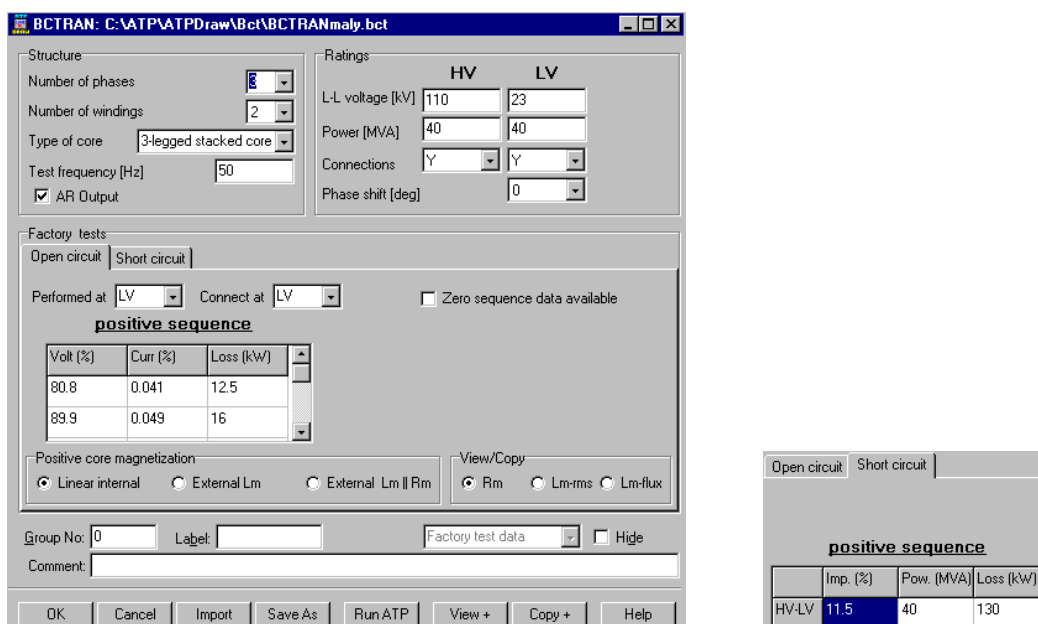 BCTRAN: C:\ATP\ATPDraw\Bct\BCTRANmaly.bct
Structure
Number of phases 3
Number of windings 2
Type of core 3-legged stacked core
Test frequency [Hz] 50
AR Output
Ratings
HV LV
L-L voltage [kV] 110 23
Power [MVA] 40 40
Connections Y Y
Phase shift [deg] 0
Factory tests
Open circuit Short circuit
Performed at LV Connect at LV Zero sequence data available
positive sequence
Volt (%) Curr (%) Loss (kW)
80.8 0.041 12.5
89.9 0.049 16
Positive core magnetization
Linear internal External Lm External Lm || Rm
View/Copy
Rm Lm-rms Lm-flux
Group No: 0 Label: Factory test data Hide
Comment:
OK Cancel Import Save As Run ATP View + Copy + Help
Open circuit Short circuit
positive sequence
Imp. (%) Pow. (MVA) Loss (kW)
HV-LV 11.5 40 130